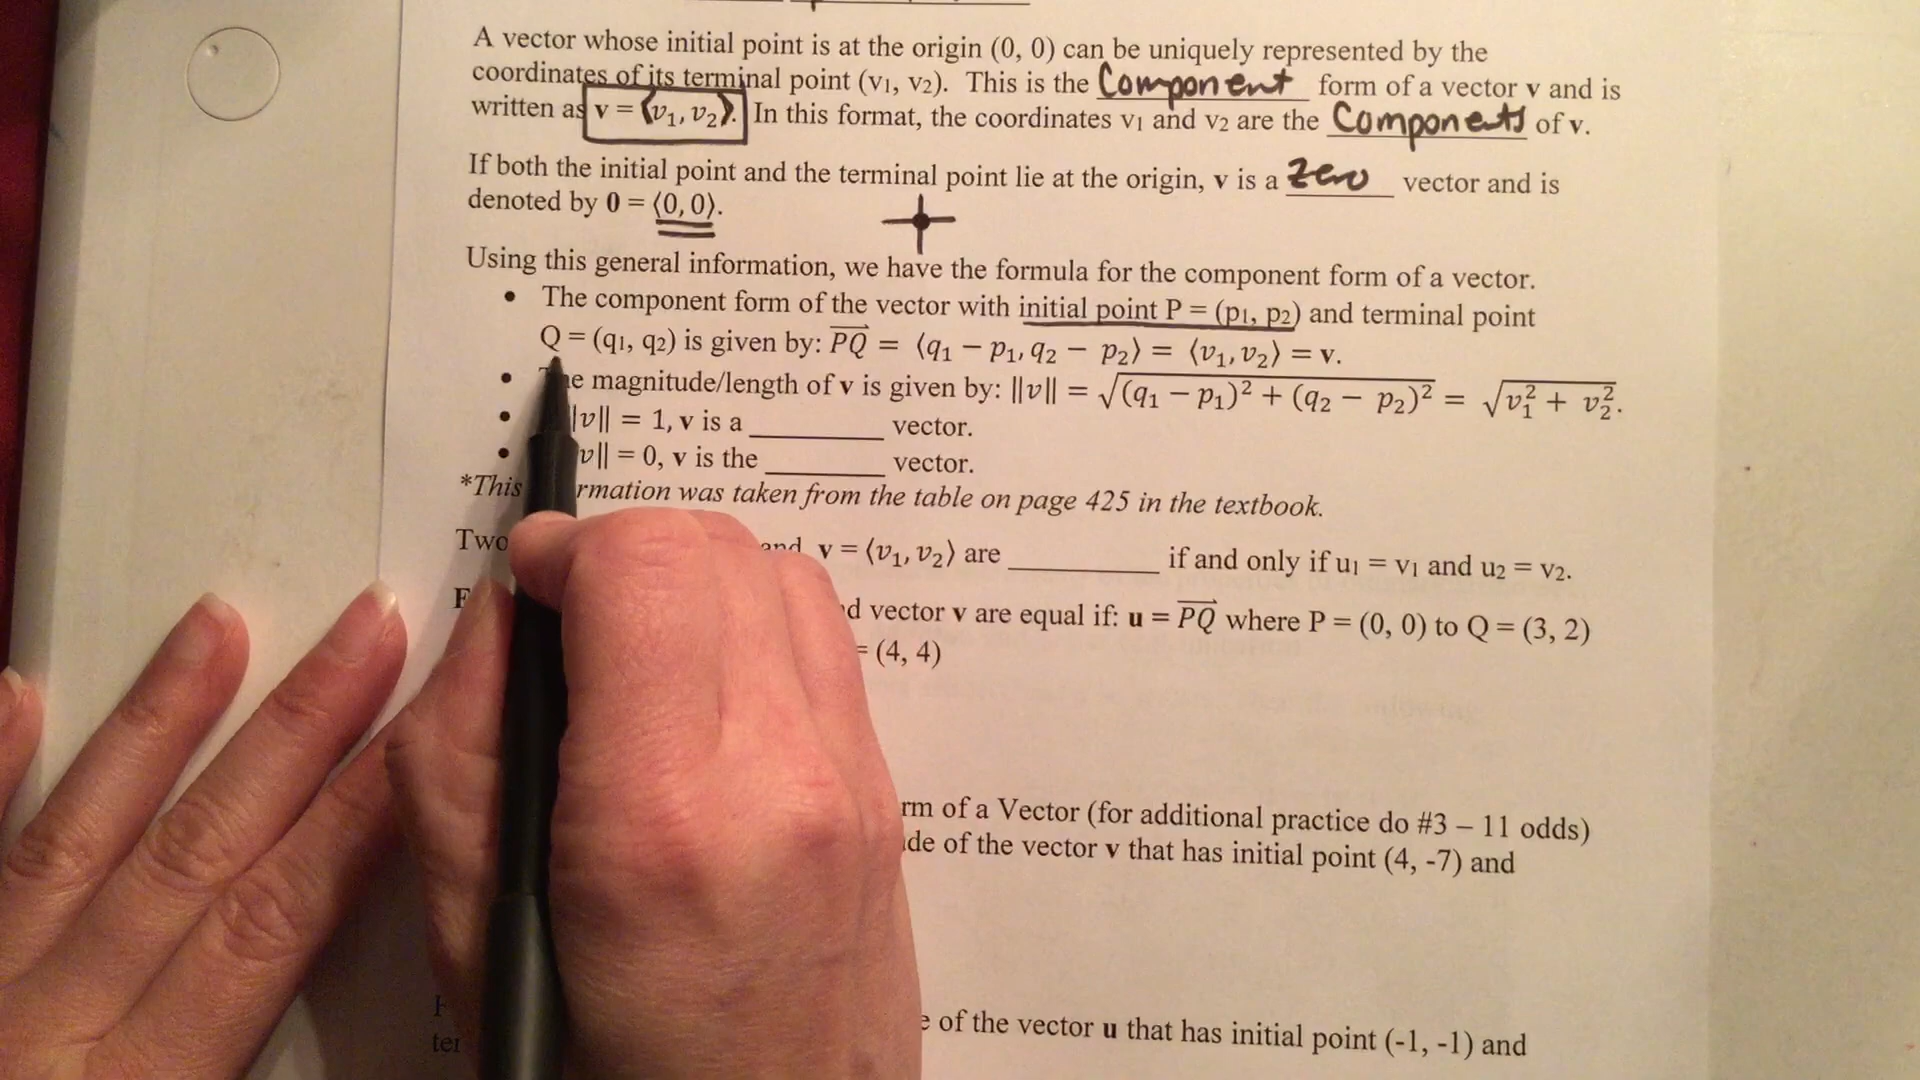 A vector whose initial point is at the origin (0, 0) can be uniquely represented by the
coordinates of its terminal point (v₁, v₂). This is the Component form of a vector v and is
written as v = ⟨v₁, v₂⟩. In this format, the coordinates v₁ and v₂ are the Components of v.
If both the initial point and the terminal point lie at the origin, v is a zero vector and is
denoted by 0 = ⟨0, 0⟩.
Using this general information, we have the formula for the component form of a vector.
• The component form of the vector with initial point P = (p₁, p₂) and terminal point
Q = (q₁, q₂) is given by: PQ⃗ = ⟨q₁ − p₁, q₂ − p₂⟩ = ⟨v₁, v₂⟩ = v.
• magnitude/length of v is given by: ‖v‖ = √((q₁ − p₁)² + (q₂ − p₂)²) = √(v₁² + v₂²).
• ‖v‖ = 1, v is a ________ vector.
• v‖ = 0, v is the ________ vector.
*This rmation was taken from the table on page 425 in the textbook.
Two and v = ⟨v₁, v₂⟩ are ________ if and only if u₁ = v₁ and u₂ = v₂.
vector v are equal if: u = PQ⃗ where P = (0, 0) to Q = (3, 2)
= (4, 4)
rm of a Vector (for additional practice do #3 – 11 odds)
of the vector v that has initial point (4, -7) and
of the vector u that has initial point (-1, -1) and
ter